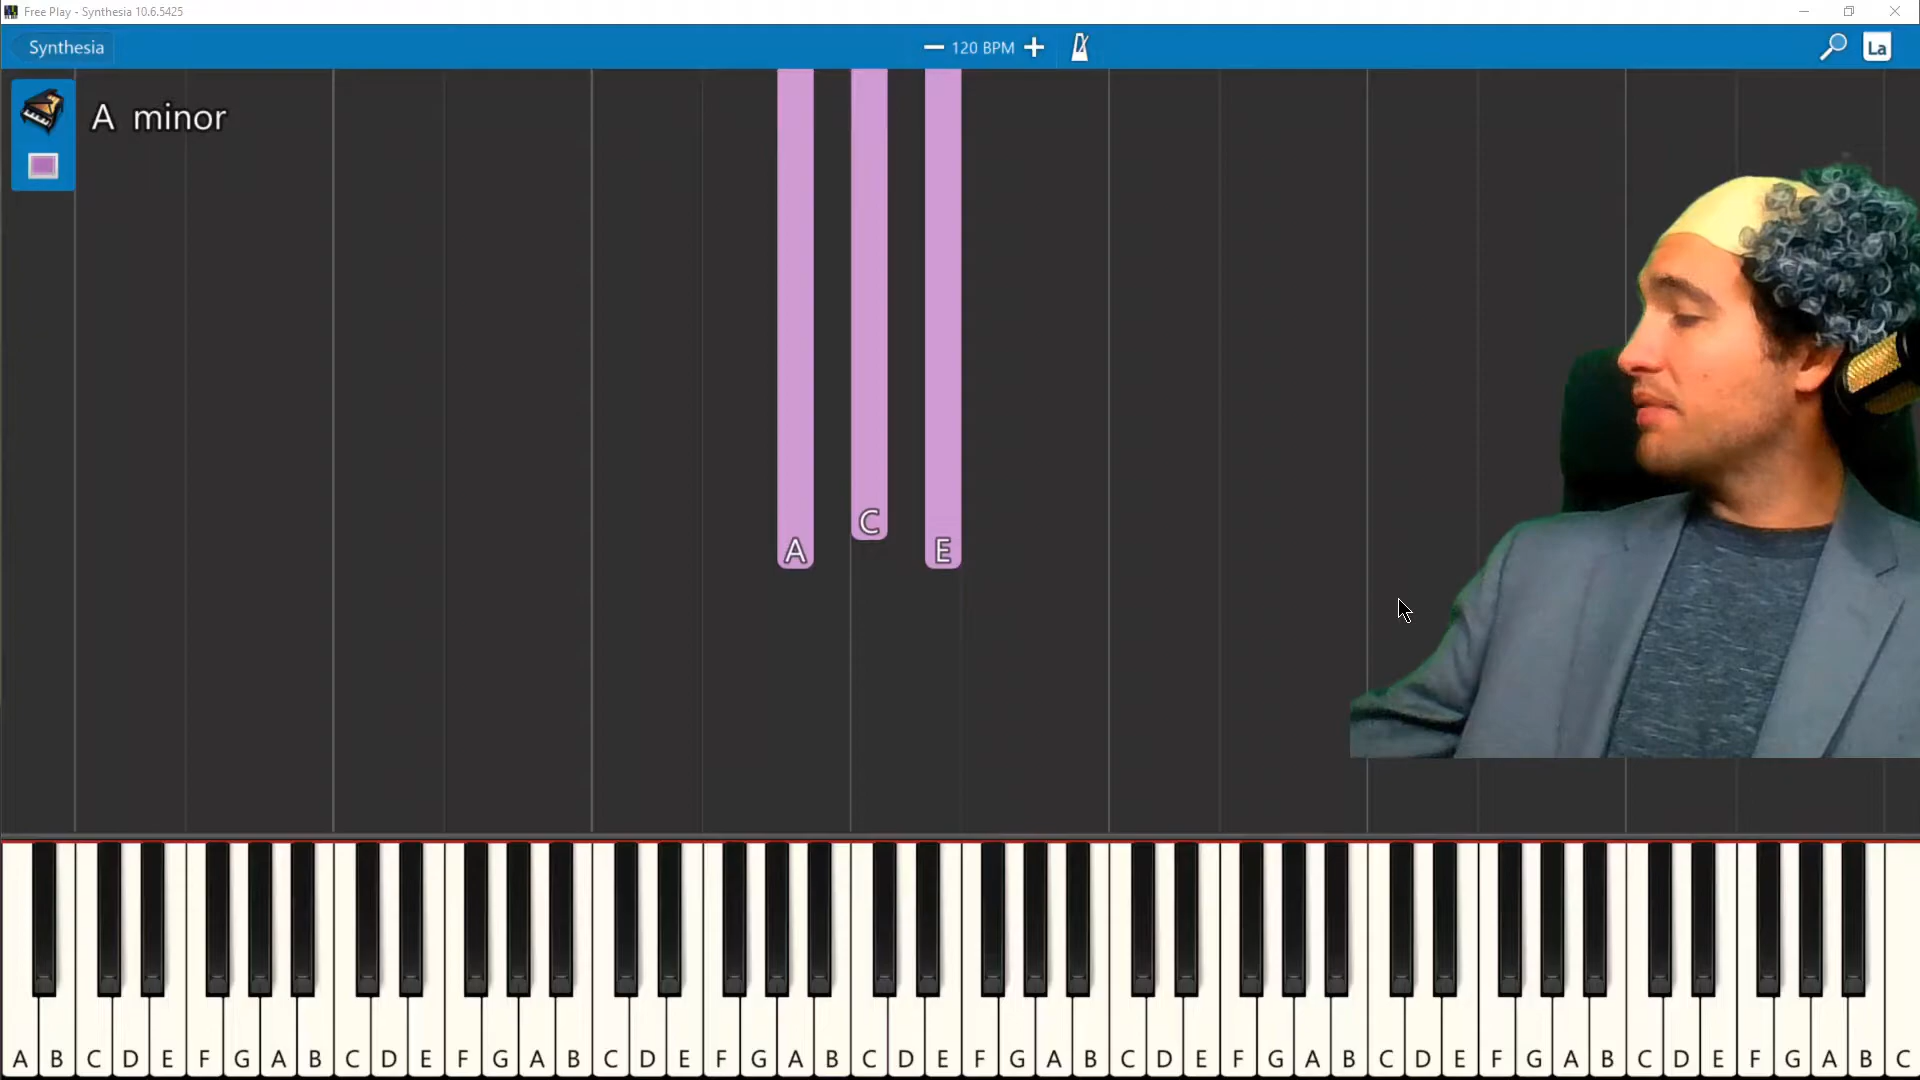 Free Play - Synthesia 10.6.5425
Synthesia
120 BPM
La
A minor
C
A E
A B C D E F G A B C D E F G A B C D E F G A B C D E F G A B C D E F G A B C D E F G A B C D E F G A B C